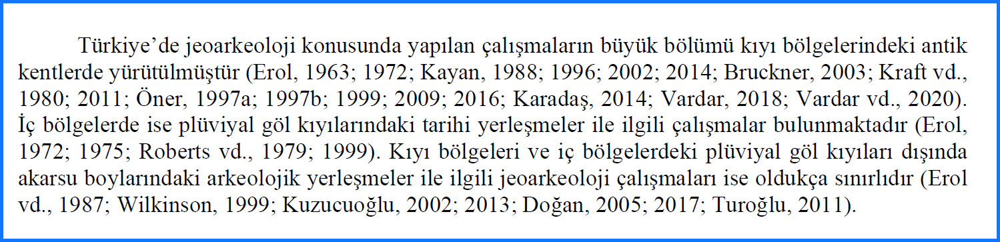 Türkiye’de jeoarkeoloji konusunda yapılan çalışmaların büyük bölümü kıyı bölgelerindeki antik
kentlerde yürütülmüştür (Erol, 1963; 1972; Kayan, 1988; 1996; 2002; 2014; Bruckner, 2003; Kraft vd.,
1980; 2011; Öner, 1997a; 1997b; 1999; 2009; 2016; Karadaş, 2014; Vardar, 2018; Vardar vd., 2020).
İç bölgelerde ise plüviyal göl kıyılarındaki tarihi yerleşmeler ile ilgili çalışmalar bulunmaktadır (Erol,
1972; 1975; Roberts vd., 1979; 1999). Kıyı bölgeleri ve iç bölgelerdeki plüviyal göl kıyıları dışında
akarsu boylarındaki arkeolojik yerleşmeler ile ilgili jeoarkeoloji çalışmaları ise oldukça sınırlıdır (Erol
vd., 1987; Wilkinson, 1999; Kuzucuoğlu, 2002; 2013; Doğan, 2005; 2017; Turoğlu, 2011).